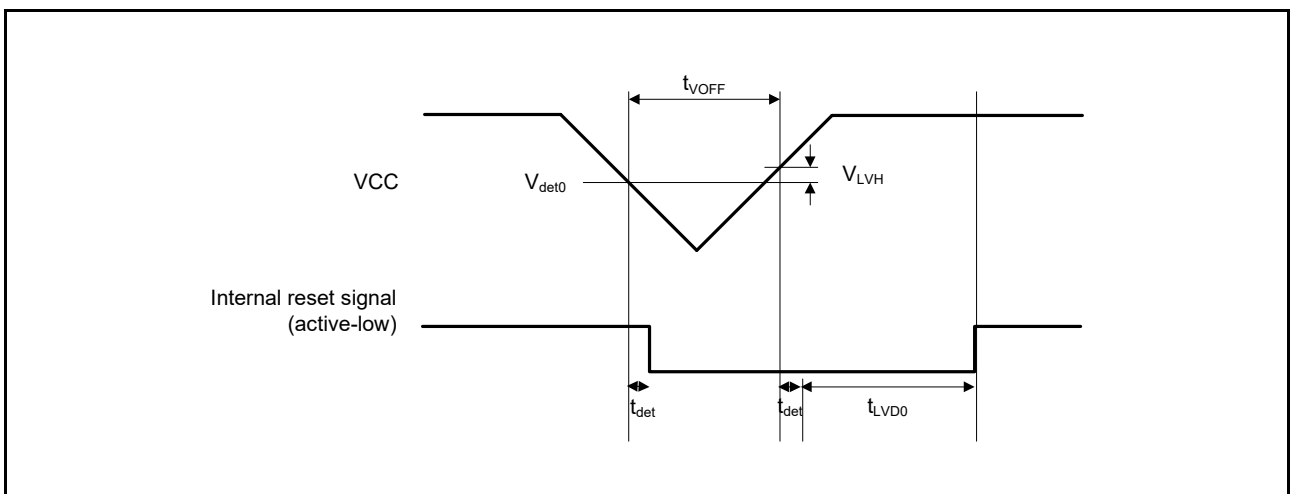 tVOFF
VCC
Vdet0
VLVH
Internal reset signal
(active-low)
tdet
tdet
tLVD0